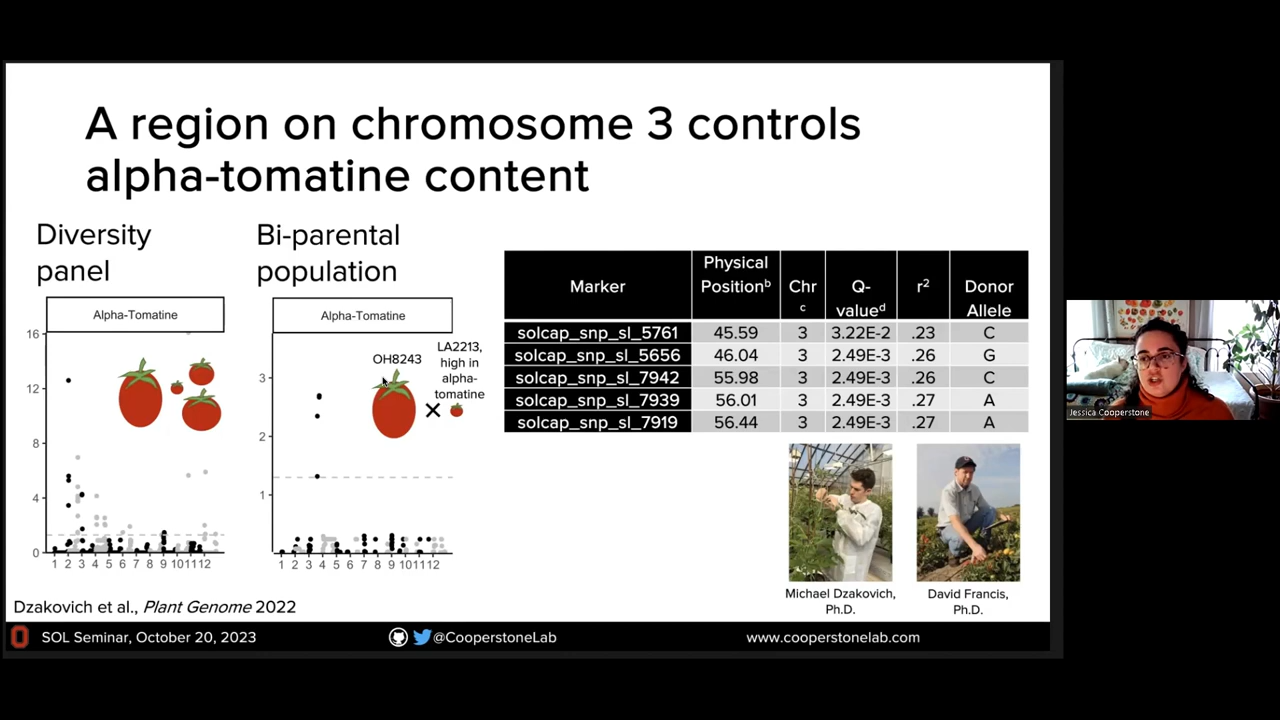 A region on chromosome 3 controls
alpha-tomatine content
Diversity
panel
Bi-parental
population
Alpha-Tomatine
16
12
8
4
0
1 2 3 4 5 6 7 8 9 10 11 12
Alpha-Tomatine
3
2
1
1 2 3 4 5 6 7 8 9 10 11 12
OH8243
LA2213,
high in
alpha-
tomatine
Marker Physical Positionᵇ Chr ᶜ Q-valueᵈ r² Donor Allele
solcap_snp_sl_5761 45.59 3 3.22E-2 .23 C
solcap_snp_sl_5656 46.04 3 2.49E-3 .26 G
solcap_snp_sl_7942 55.98 3 2.49E-3 .26 C
solcap_snp_sl_7939 56.01 3 2.49E-3 .27 A
solcap_snp_sl_7919 56.44 3 2.49E-3 .27 A
Michael Dzakovich,
Ph.D.
David Francis,
Ph.D.
Dzakovich et al., Plant Genome 2022
SOL Seminar, October 20, 2023
@CooperstoneLab
www.cooperstonelab.com
Jessica Cooperstone